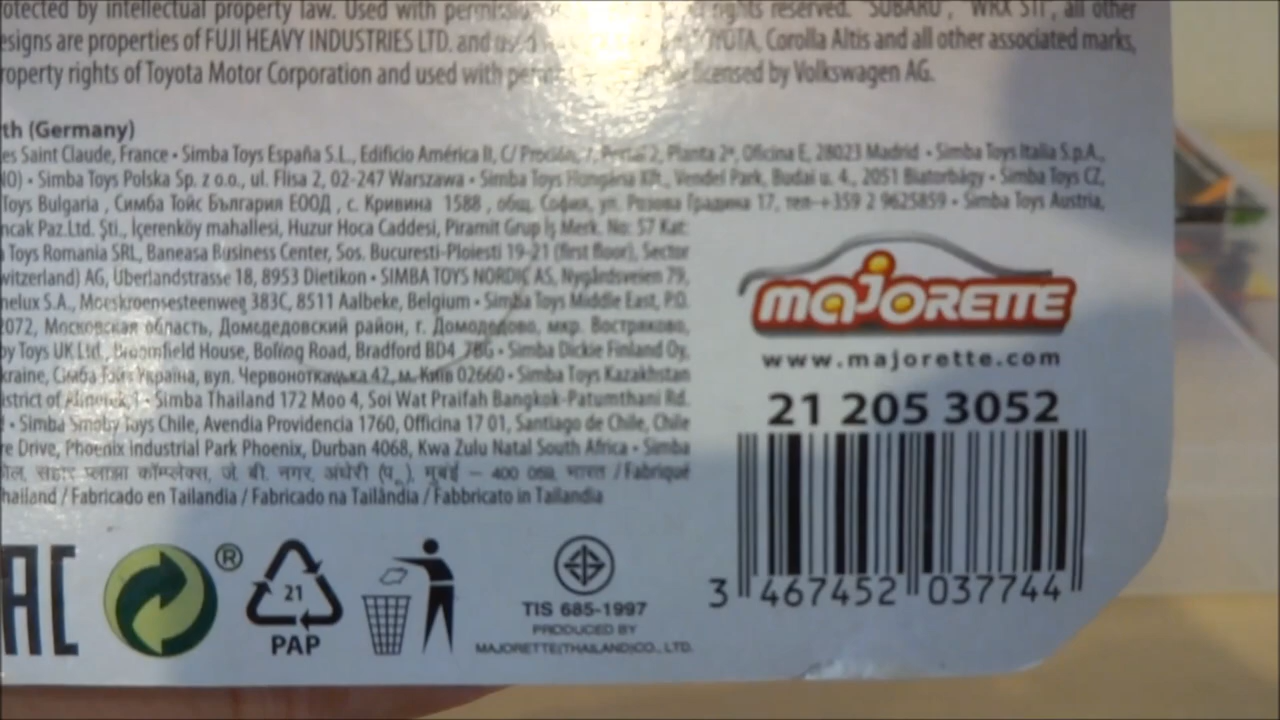 otected by intellectual property law. Used with permissio rights reserved. "SUBARU", "WRX STI", all other
esigns are properties of FUJI HEAVY INDUSTRIES LTD. and used YOTA, Corolla Altis and all other associated marks,
roperty rights of Toyota Motor Corporation and used with licensed by Volkswagen AG.
th (Germany)
es Saint Claude, France • Simba Toys España S.L., Edificio América II, C/ 2, Planta 2ª, Oficina E, 28023 Madrid • Simba Toys Italia S.p.A.,
IO) • Simba Toys Polska Sp. z o.o., ul. Flisa 2, 02-247 Warszawa • Simba Toys Hungária Kft., Vendel Park, Budai u. 4., 2051 Biatorbágy • Simba Toys CZ,
Toys Bulgaria , Симба Тойс България ЕООД , с. Кривина 1588 , общ. София, ул. Розова Градина 17, тел-+359 2 9625859 • Simba Toys Austria,
ncak Paz.Ltd. Şti., İçerenköy mahallesi, Huzur Hoca Caddesi, Piramit Grup İş Merk. No: 57 Kat:
Toys Romania SRL, Baneasa Business Center, Sos. Bucuresti-Ploiesti 19-21 (first floor), Sector
witzerland) AG, Überlandstrasse 18, 8953 Dietikon • SIMBA TOYS NORDIC AS, Nygårdsveien 79,
nelux S.A., Moeskroensesteenweg 383C, 8511 Aalbeke, Belgium • Simba Toys Middle East, P.O.
2072, Московская область, Домодедовский район, г. Домодедово, мкр. Востряково,
by Toys UK Ltd., Broomfield House, Bolling Road, Bradford BD4 7BG • Simba Dickie Finland Oy,
kraine, Сімба Тойз Україна, вул. Червоноткацька 42, м. Київ 02660 • Simba Toys Kazakhstan
istrict of • Simba Thailand 172 Moo 4, Soi Wat Praifah Bangkok-Patumthani Rd.
• Simba Smoby Toys Chile, Avendia Providencia 1760, Officina 17 01, Santiago de Chile, Chile
re Drive, Phoenix Industrial Park Phoenix, Durban 4068, Kwa Zulu Natal South Africa • Simba
सहार प्लाझा कॉम्प्लेक्स, जे. बी. नगर, अंधेरी (प.,), मुंबई – 400 059, भारत / Fabriqué
hailand / Fabricado en Tailandia / Fabricado na Tailândia / Fabbricato in Tailandia
majorette
www.majorette.com
21 205 3052
3 467452 037744
EAC
®
21
PAP
TIS 685-1997
PRODUCED BY
MAJORETTE(THAILAND)CO., LTD.